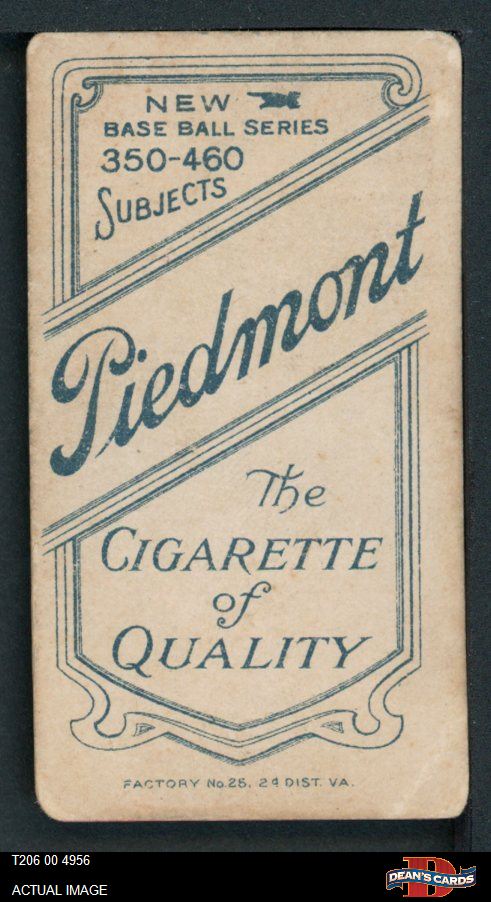 NEW
BASE BALL SERIES
350-460
SUBJECTS
Piedmont
The
CIGARETTE
of
QUALITY
FACTORY No. 25, 2d DIST. VA.
T206 00 4956
ACTUAL IMAGE
D
DEAN'S CARDS